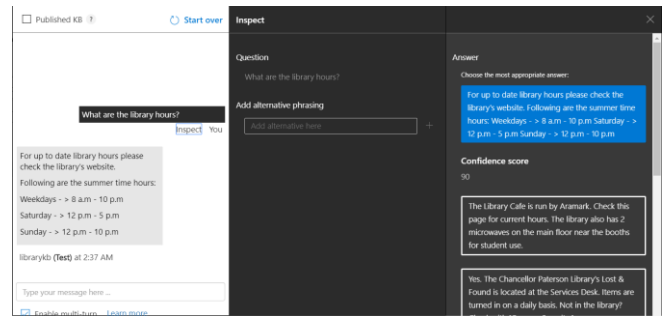 Published KB ?
Start over
What are the library hours?
Inspect You
For up to date library hours please
check the library's website.
Following are the summer time hours:
Weekdays - > 8 a.m - 10 p.m
Saturday - > 12 p.m - 5 p.m
Sunday - > 12 p.m - 10 p.m
librarykb (Test) at 2:37 AM
Type your message here ...
Enable multi-turn Learn more
Inspect
Question
What are the library hours?
Add alternative phrasing
Add alternative here
Answer
Choose the most appropriate answer:
For up to date library hours please check the
library's website. Following are the summer time
hours: Weekdays - > 8 a.m - 10 p.m Saturday - >
12 p.m - 5 p.m Sunday - > 12 p.m - 10 p.m
Confidence score
90
The Library Cafe is run by Aramark. Check this
page for current hours. The library also has 2
microwaves on the main floor near the booths
for student use.
Yes. The Chancellor Paterson Library's Lost &
Found is located at the Services Desk. Items are
turned in on a daily basis. Not in the library?